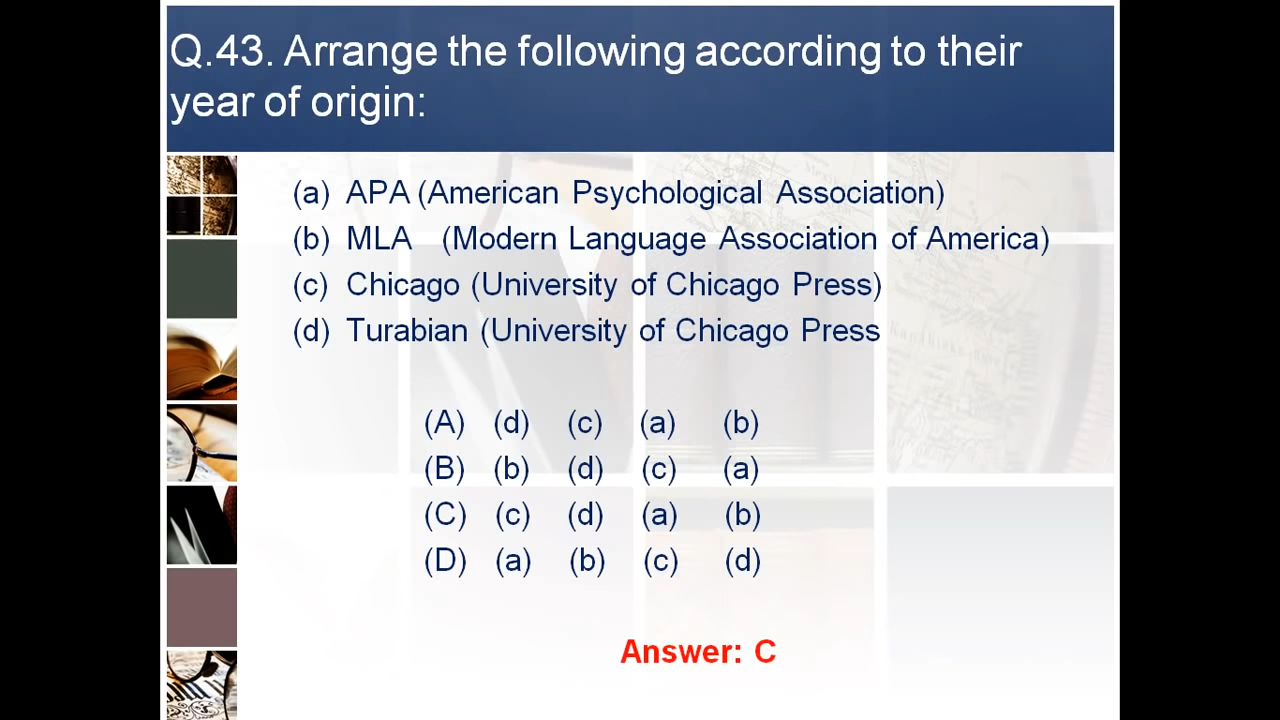 Q.43. Arrange the following according to their
year of origin:
(a) APA (American Psychological Association)
(b) MLA (Modern Language Association of America)
(c) Chicago (University of Chicago Press)
(d) Turabian (University of Chicago Press
(A) (d) (c) (a) (b)
(B) (b) (d) (c) (a)
(C) (c) (d) (a) (b)
(D) (a) (b) (c) (d)
Answer: C